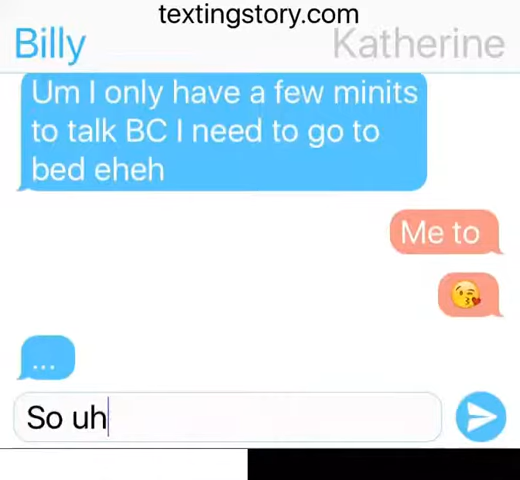 textingstory.com
Billy
Katherine
Um I only have a few minits
to talk BC I need to go to
bed eheh
Me to
😘
...
So uh